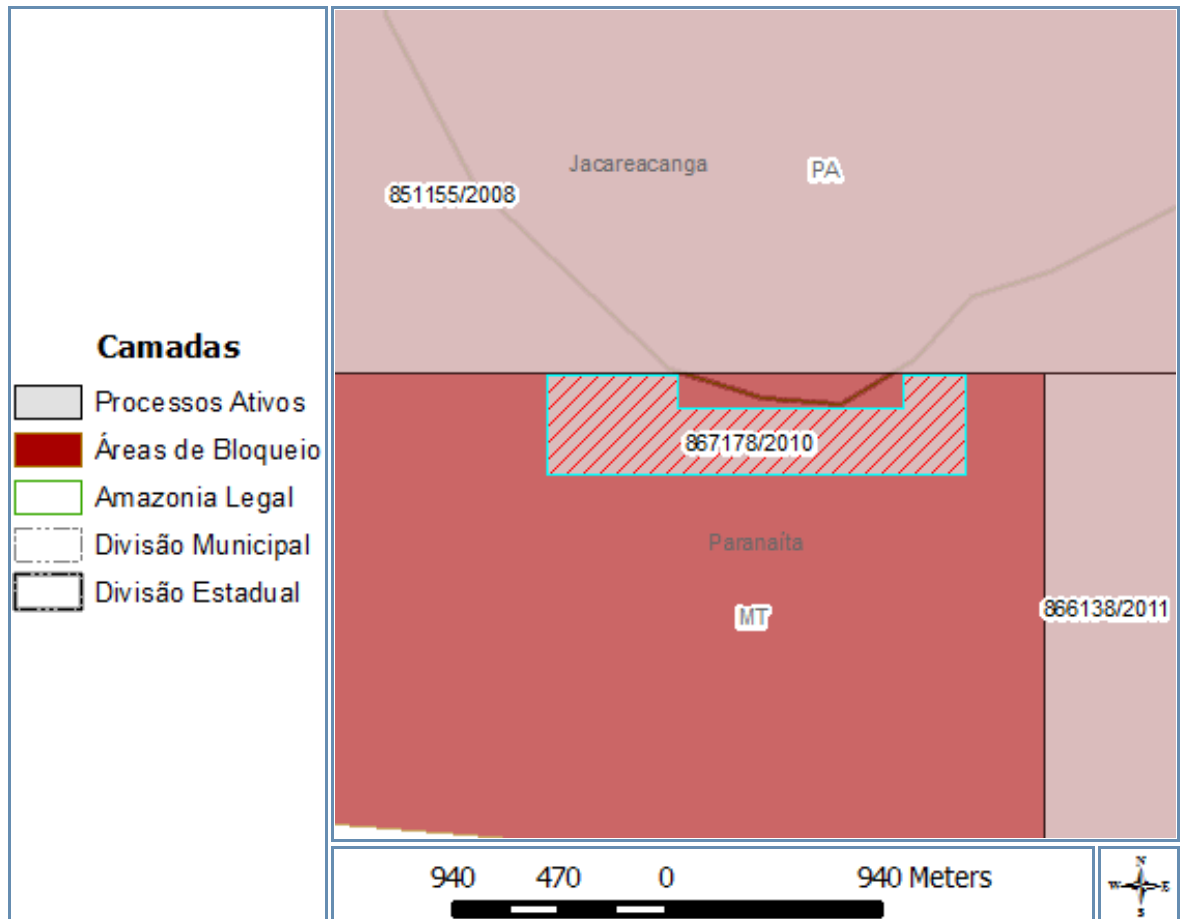 Camadas
Processos Ativos
Áreas de Bloqueio
Amazonia Legal
Divisão Municipal
Divisão Estadual
Jacareacanga
PA
851155/2008
867178/2010
Paranaíta
MT
866138/2011
940 470 0 940 Meters
N
W E
S